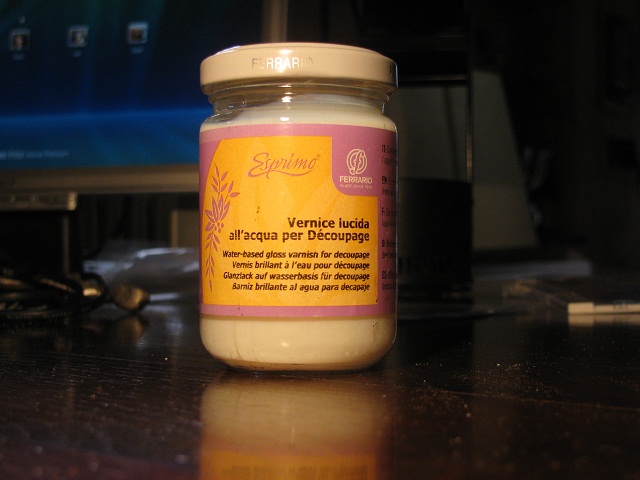 FERRARIO
Esprimo
FERRARIO
Vernice lucida
all'acqua per Découpage
Water-based gloss varnish for decoupage
Vernis brillant à l'eau pour découpage
Glanzlack auf wasserbasis für decoupage
Barniz brillante al agua para decapaje